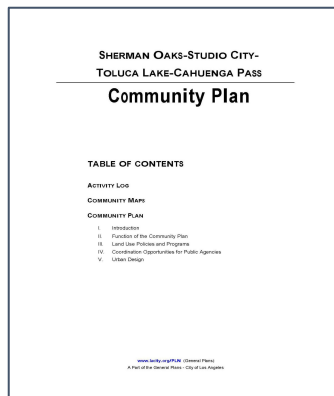 SHERMAN OAKS-STUDIO CITY-
TOLUCA LAKE-CAHUENGA PASS
Community Plan
TABLE OF CONTENTS
ACTIVITY LOG
COMMUNITY MAPS
COMMUNITY PLAN
I. Introduction
II. Function of the Community Plan
III. Land Use Policies and Programs
IV. Coordination Opportunities for Public Agencies
V. Urban Design
www.lacity.org/PLN (General Plans)
A Part of the General Plans - City of Los Angeles